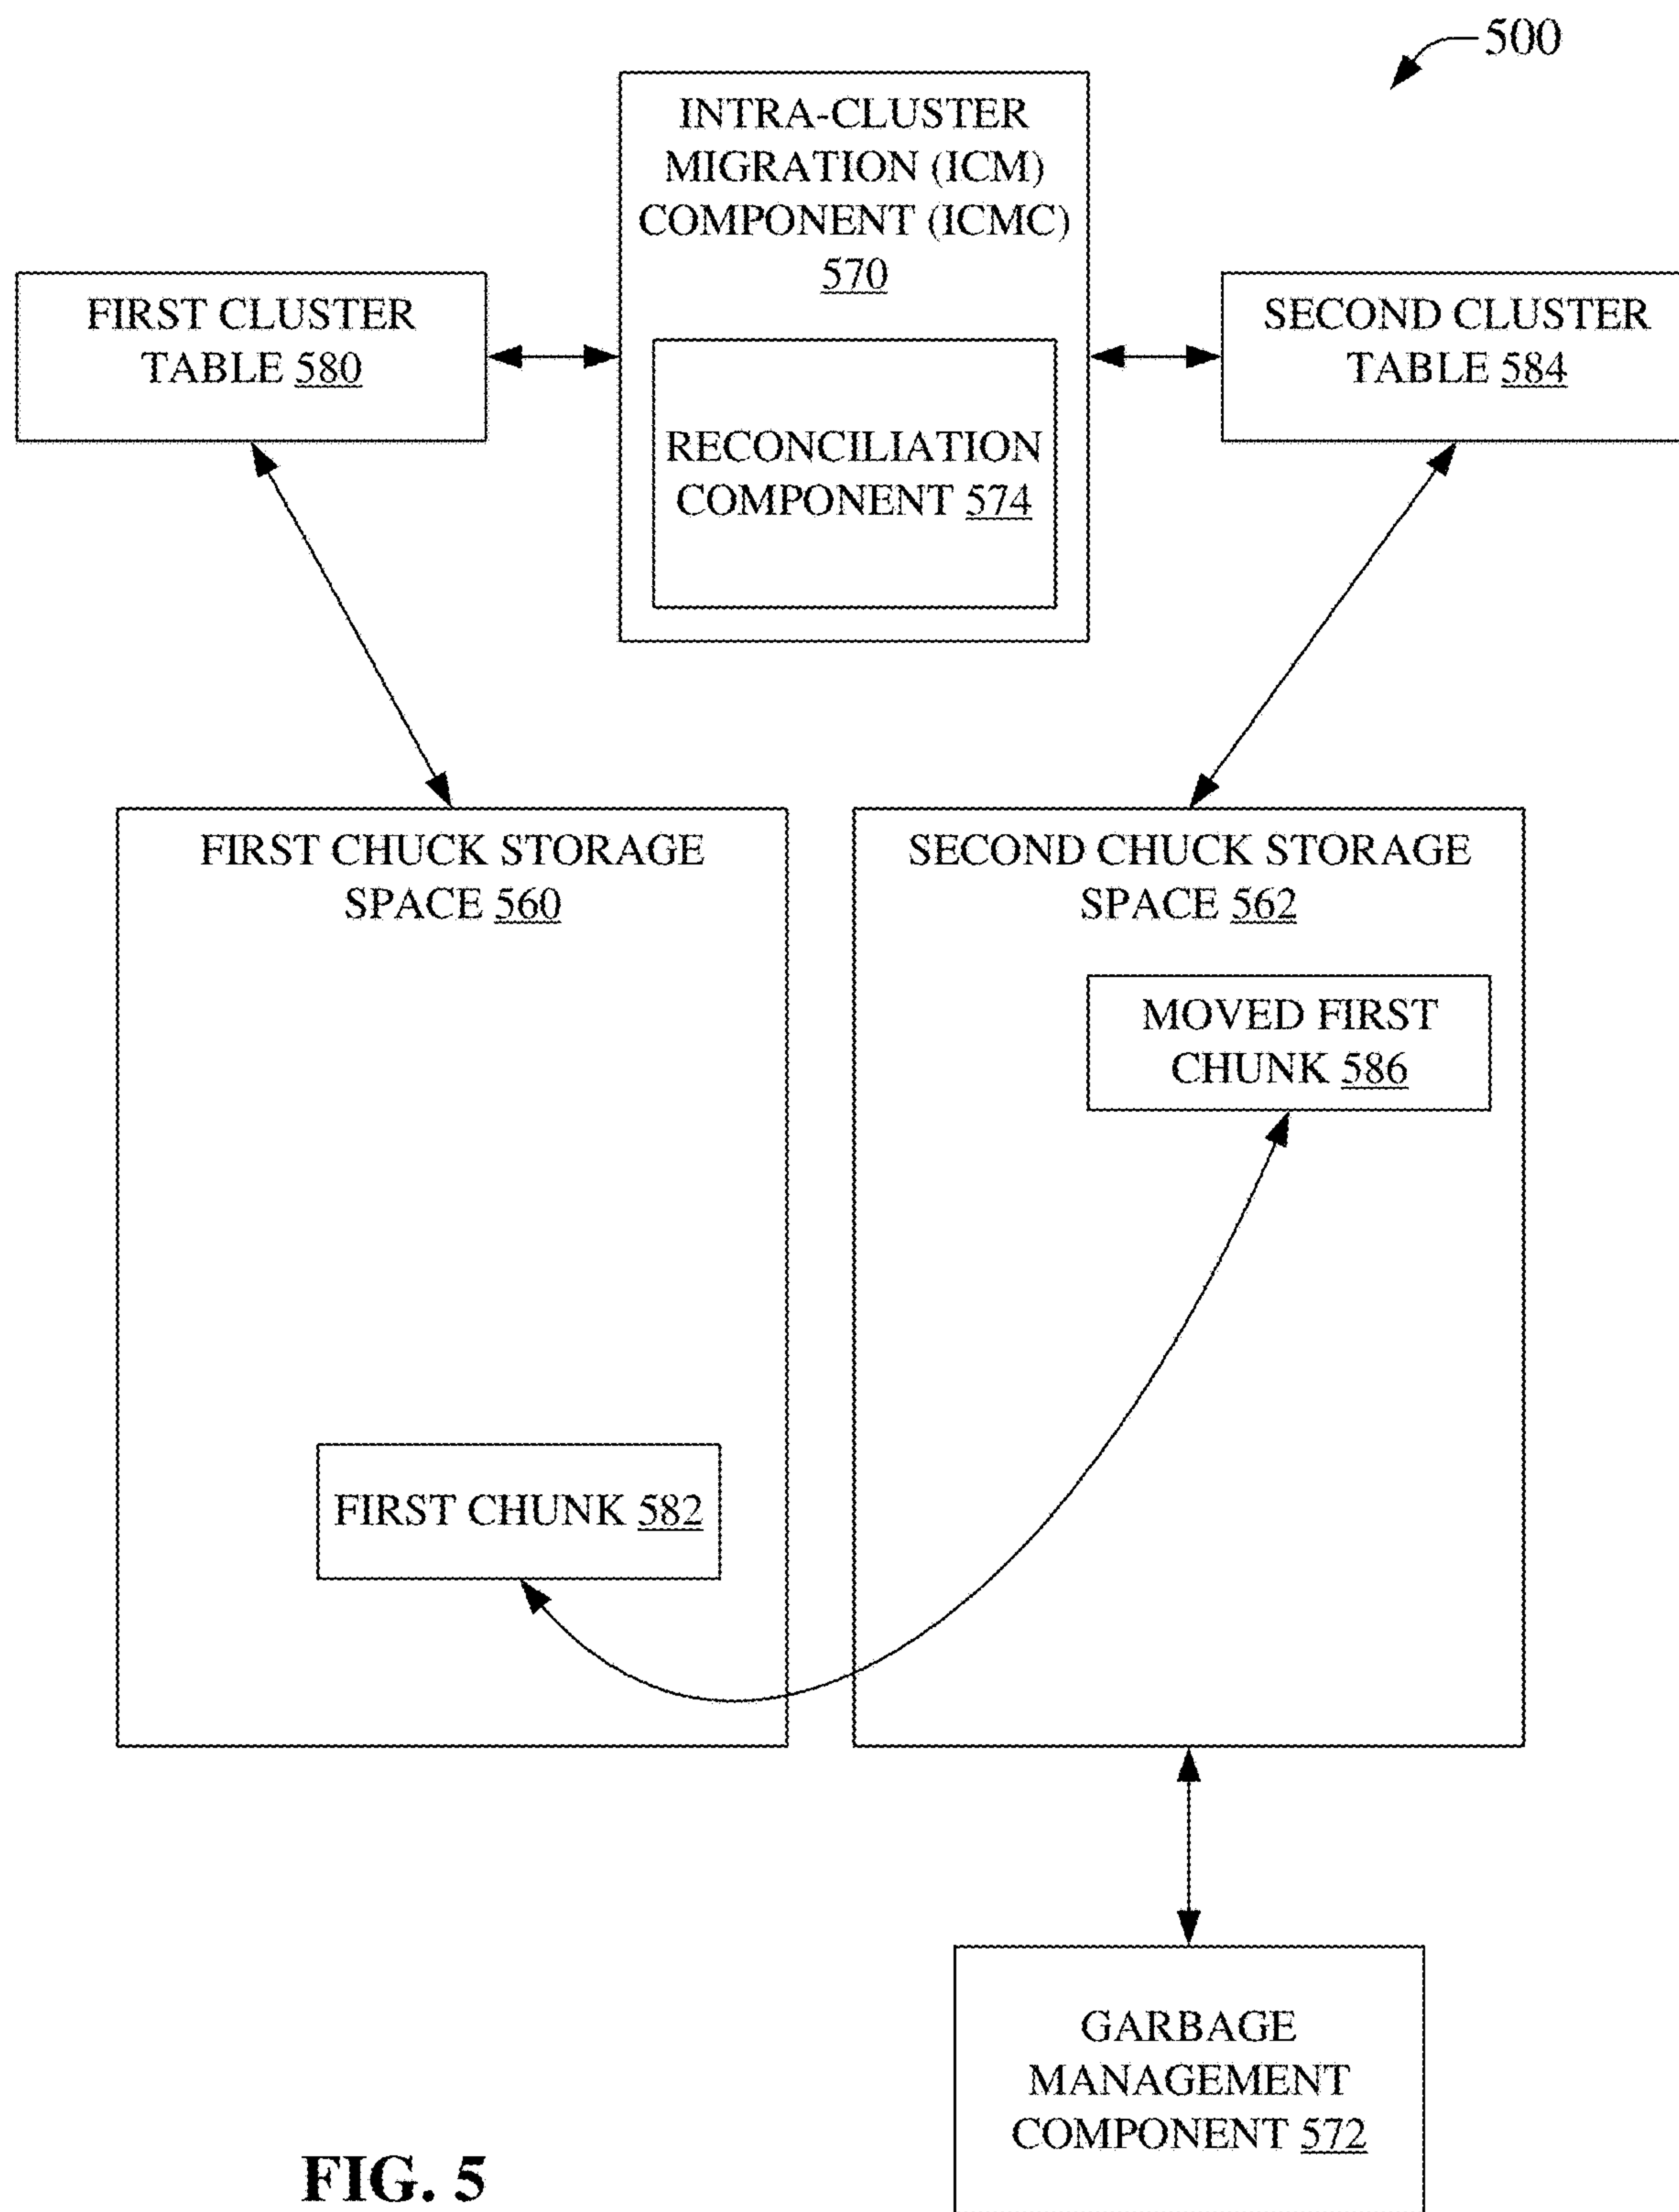 500
INTRA-CLUSTER
MIGRATION (ICM)
COMPONENT (ICMC)
570
FIRST CLUSTER
TABLE 580
SECOND CLUSTER
TABLE 584
RECONCILIATION
COMPONENT 574
FIRST CHUCK STORAGE
SPACE 560
SECOND CHUCK STORAGE
SPACE 562
MOVED FIRST
CHUNK 586
FIRST CHUNK 582
GARBAGE
MANAGEMENT
COMPONENT 572
FIG. 5